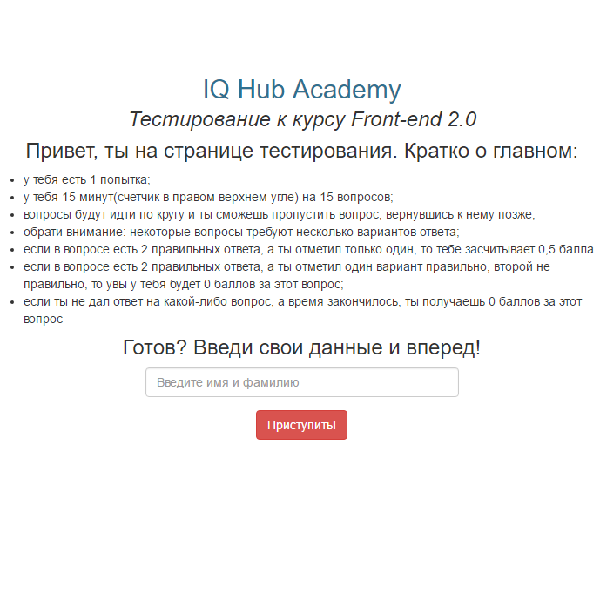 IQ Hub Academy
Тестирование к курсу Front-end 2.0
Привет, ты на странице тестирования. Кратко о главном:
у тебя есть 1 попытка;
у тебя 15 минут(счетчик в правом верхнем угле) на 15 вопросов;
вопросы будут идти по кругу и ты сможешь пропустить вопрос, вернувшись к нему позже;
обрати внимание: некоторые вопросы требуют несколько вариантов ответа;
если в вопросе есть 2 правильных ответа, а ты отметил только один, то тебе засчитывает 0,5 балла
если в вопросе есть 2 правильных ответа, а ты отметил один вариант правильно, второй не
правильно, то увы у тебя будет 0 баллов за этот вопрос;
если ты не дал ответ на какой-либо вопрос, а время закончилось, ты получаешь 0 баллов за этот
вопрос
Готов? Введи свои данные и вперед!
Введите имя и фамилию
Приступить!